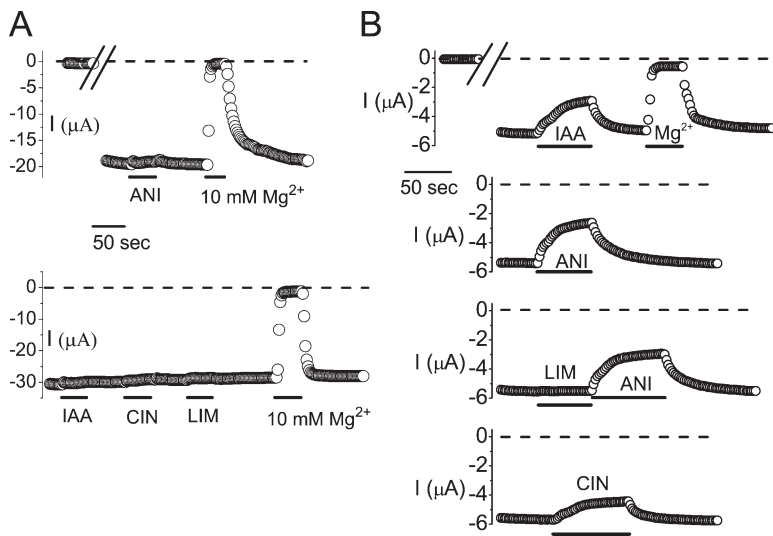 A
0
-5
-10
-15
-20
I (μA)
ANI
10 mM Mg²⁺
50 sec
0
-10
-20
-30
I (μA)
IAA
CIN
LIM
10 mM Mg²⁺
B
0
-2
-4
-6
I (μA)
IAA
Mg²⁺
50 sec
0
-2
-4
-6
I (μA)
ANI
0
-2
-4
-6
I (μA)
LIM
ANI
0
-2
-4
-6
I (μA)
CIN